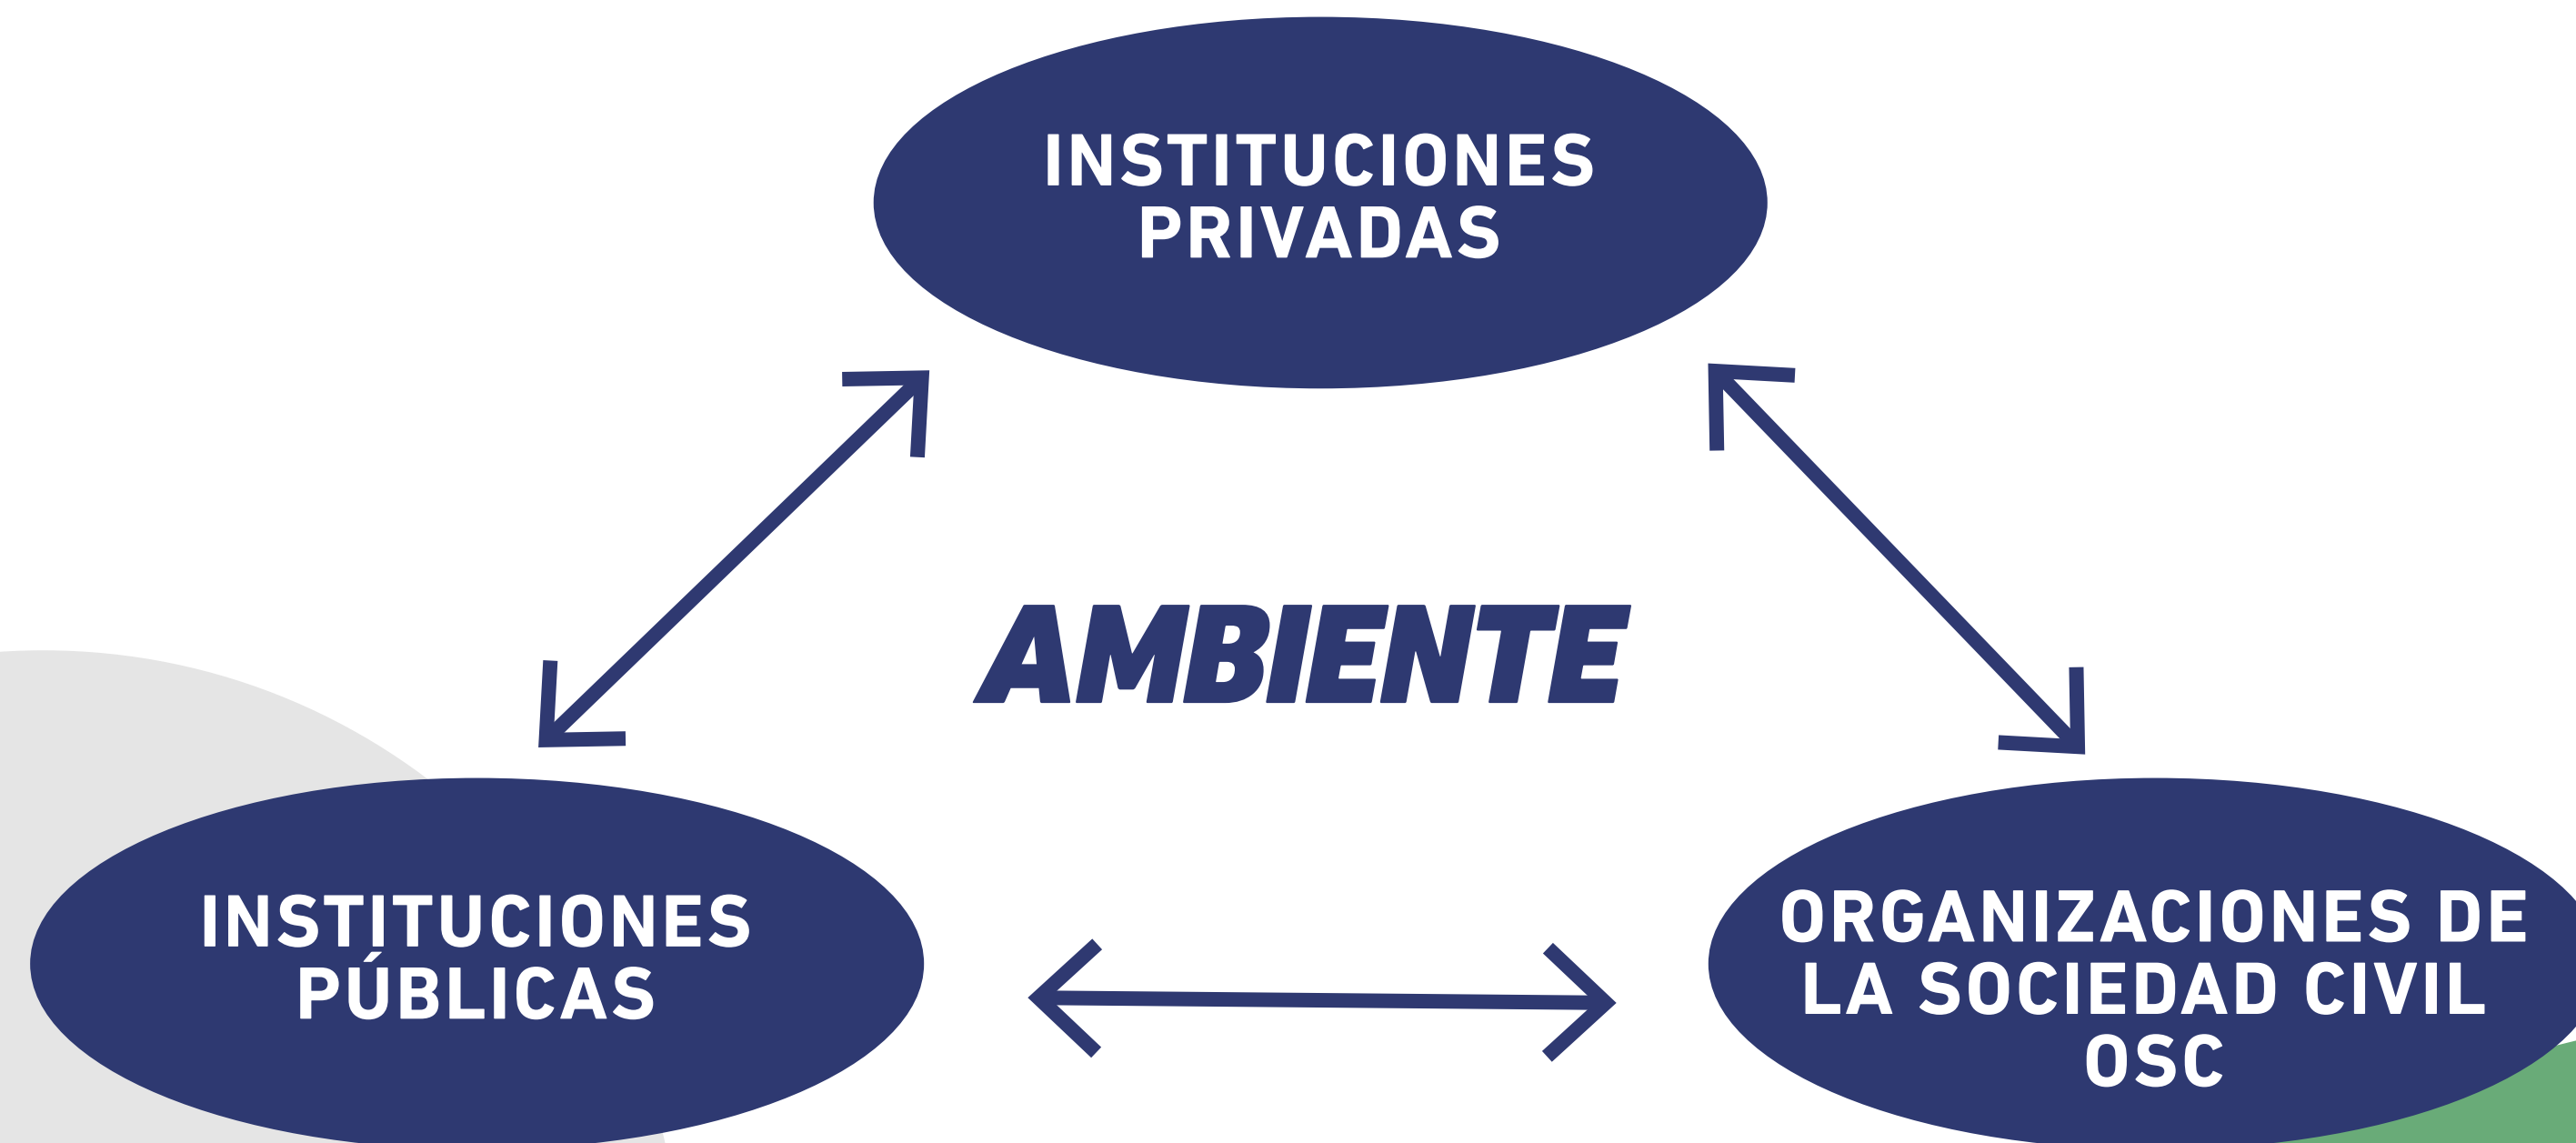 INSTITUCIONES
PRIVADAS
AMBIENTE
INSTITUCIONES
PÚBLICAS
ORGANIZACIONES DE
LA SOCIEDAD CIVIL
OSC